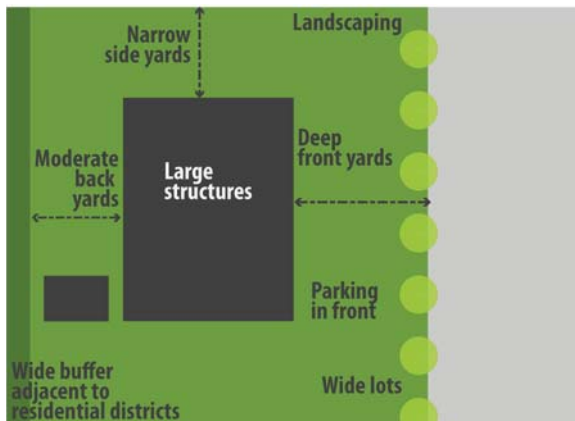 Narrow
side yards
Landscaping
Moderate
back
yards
Large
structures
Deep
front yards
Parking
in front
Wide buffer
adjacent to
residential districts
Wide lots